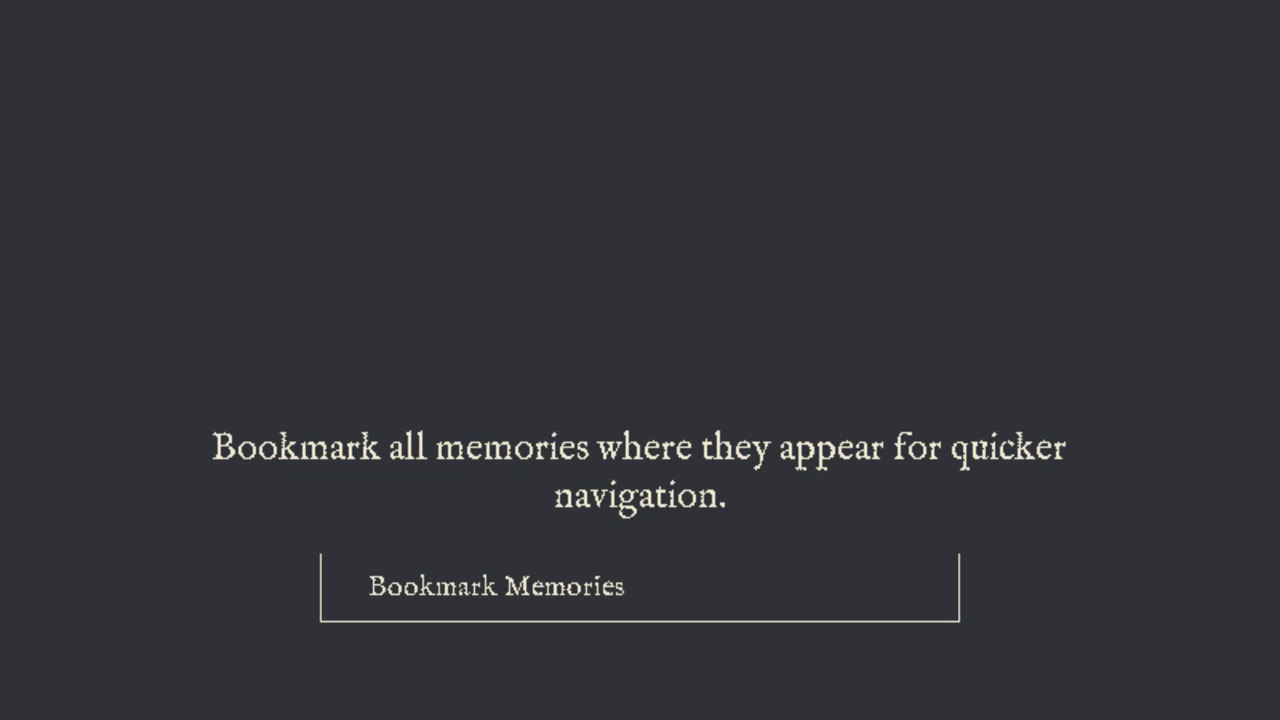 Bookmark all memories where they appear for quicker
navigation.
Bookmark Memories